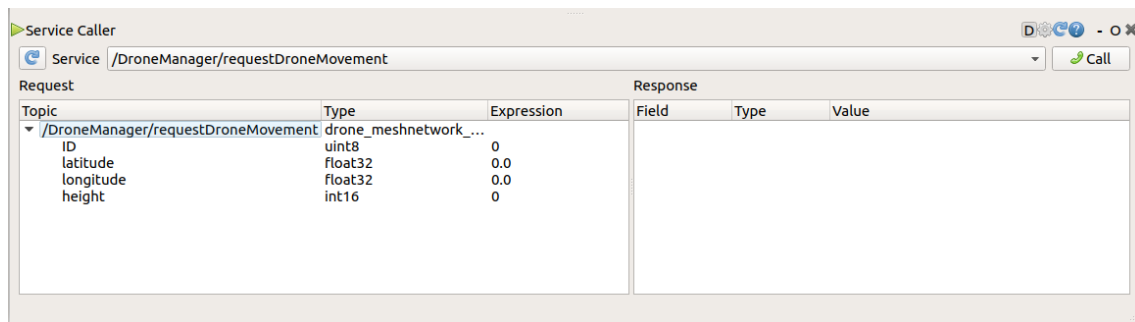 Service Caller D - O
Service /DroneManager/requestDroneMovement Call
Request Response
Topic Type Expression Field Type Value
/DroneManager/requestDroneMovement drone_meshnetwork_...
ID uint8 0
latitude float32 0.0
longitude float32 0.0
height int16 0